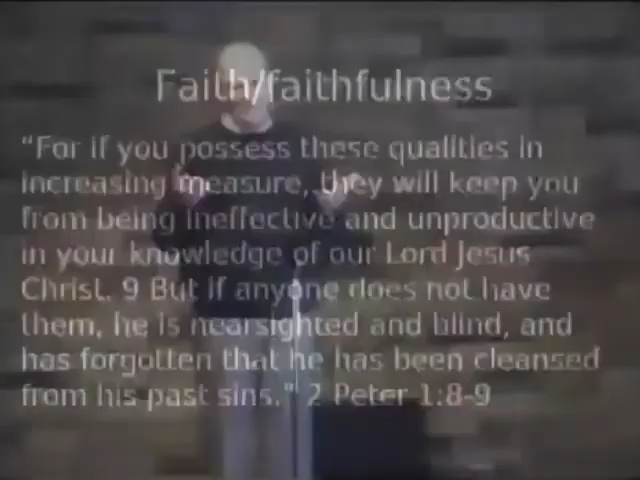 Faith/faithfulness
"For if you possess these qualities in
increasing measure, they will keep you
from being ineffective and unproductive
in your knowledge of our Lord Jesus
Christ. 9 But if anyone does not have
them, he is nearsighted and blind, and
has forgotten that he has been cleansed
from his past sins." 2 Peter 1:8-9